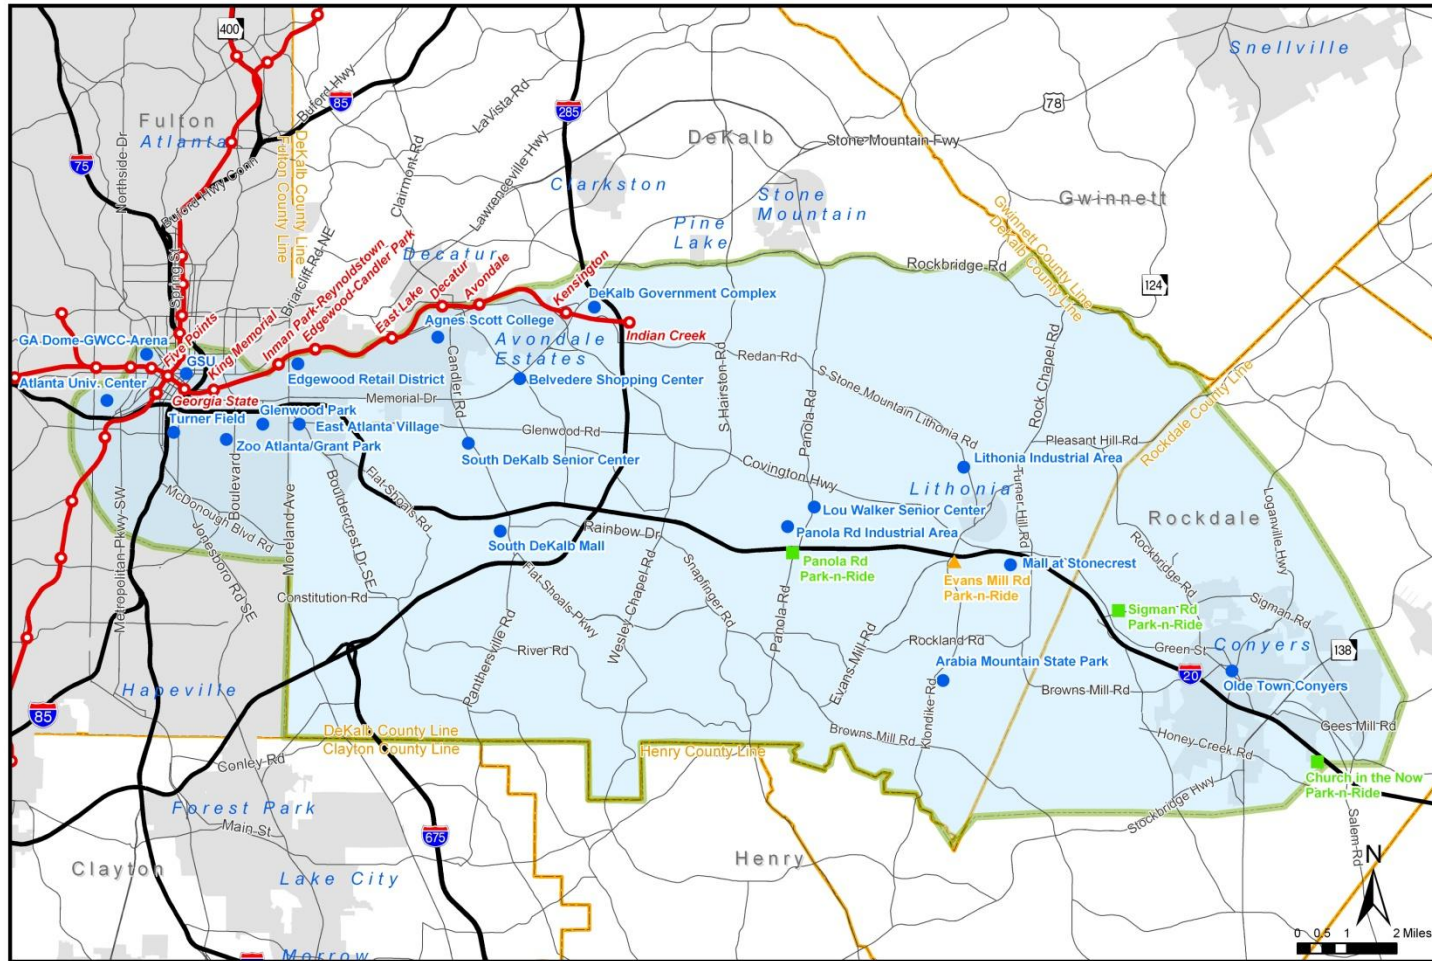 400
Snellville
Buford Hwy
85
LaVista Rd
285
78
Fulton
Atlanta
DeKalb
Stone Mountain Fwy
75
Northside Dr
Buford Hwy Conn
DeKalb County Line
Fulton County Line
Clairmont Rd
Lawrenceville Hwy
Clarkston
Stone
Mountain
Pine
Lake
Gwinnett
Gwinnett County Line
DeKalb County Line
Decatur
Briarcliff Rd NE
Spring St
Rockbridge Rd
124
Inman Park-Reynoldstown
Edgewood-Candler Park
East Lake
Decatur
Avondale
Kensington
DeKalb Government Complex
Indian Creek
Agnes Scott College
Avondale
Estates
GA Dome-GWCC-Arena
Five Points
GSU
King Memorial
Georgia State
Atlanta Univ. Center
Edgewood Retail District
Belvedere Shopping Center
Candler Rd
Memorial Dr
Redan Rd
S Hairston Rd
Panola Rd
S Stone Mountain Lithonia Rd
Rock Chapel Rd
Rockdale County Line
Turner Field
Glenwood Park
East Atlanta Village
Zoo Atlanta/Grant Park
Glenwood Rd
South DeKalb Senior Center
Pleasant Hill Rd
Lithonia Industrial Area
Covington Hwy
Lithonia
Turner Hill Rd
Loganville Hwy
Rockdale
McDonough Blvd Rd
Boulevard
Moreland Ave
Bouldercrest Dr SE
Flat Shoals Rd
Metropolitan Pkwy SW
Jonesboro Rd SE
Lou Walker Senior Center
Panola Rd Industrial Area
South DeKalb Mall
Rainbow Dr
Panola Rd
Park-n-Ride
Evans Mill Rd
Park-n-Ride
Mall at Stonecrest
Rockbridge Rd
Sigman Rd
Sigman Rd
Park-n-Ride
Constitution Rd
Flat Shoals Pkwy
Wesley Chapel Rd
Snapfinger Rd
Panola Rd
Panthersville Rd
River Rd
Evans Mill Rd
Rockland Rd
Green St
Conyers
138
Arabia Mountain State Park
Browns Mill Rd
20
Olde Town Conyers
Klondike Rd
Hapeville
85
DeKalb County Line
Clayton County Line
Henry County Line
Browns Mill Rd
Honey Creek Rd
Gees Mill Rd
Conley Rd
Church in the Now
Park-n-Ride
Stockbridge Hwy
Salem Rd
Forest Park
Main St
675
Clayton
Lake City
Henry
N
0 0.5 1 2 Miles
Morrow